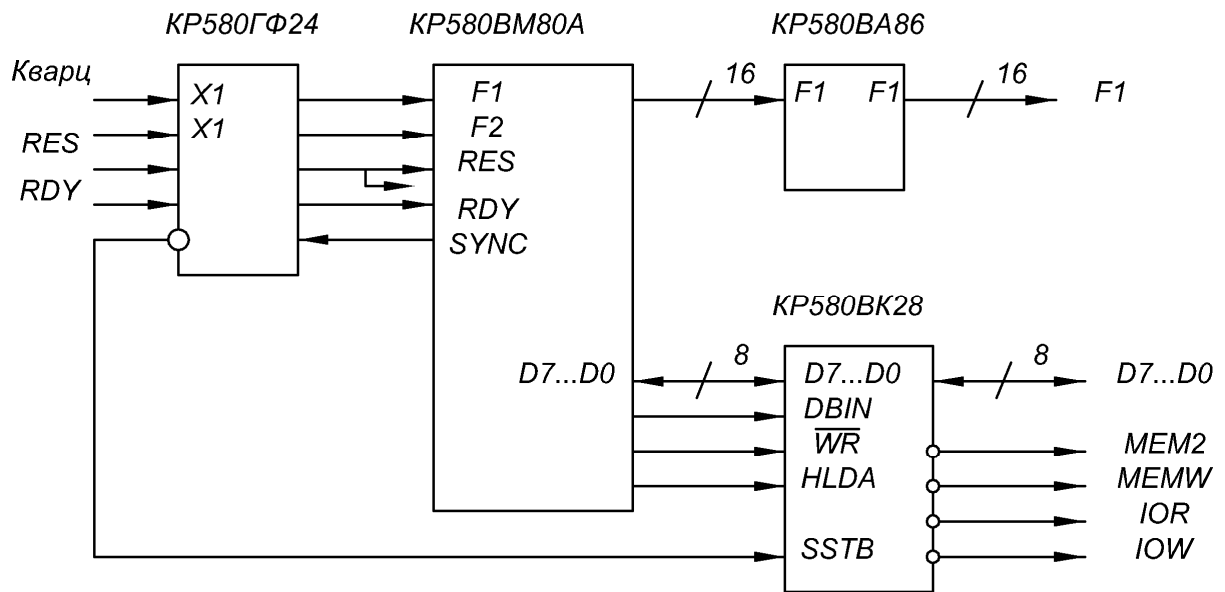 КР580ГФ24
КР580ВМ80А
КР580ВА86
Кварц
RES
RDY
X1
X1
F1
F2
RES
RDY
SYNC
D7...D0
16
F1 F1
16
F1
КР580ВК28
8
D7...D0
DBIN
WR
HLDA
SSTB
8
D7...D0
MEM2
MEMW
IOR
IOW